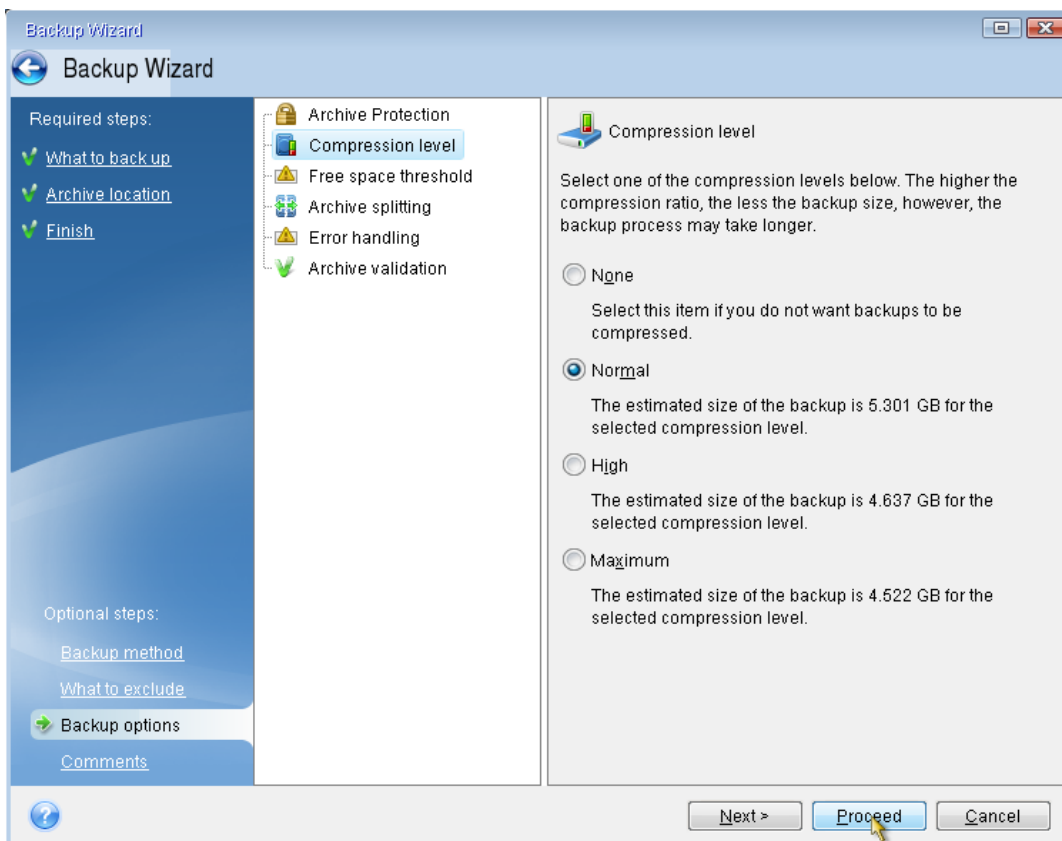 Backup Wizard
Backup Wizard
Required steps:
What to back up
Archive location
Finish
Optional steps:
Backup method
What to exclude
Backup options
Comments
Archive Protection
Compression level
Free space threshold
Archive splitting
Error handling
Archive validation
Compression level
Select one of the compression levels below. The higher the
compression ratio, the less the backup size, however, the
backup process may take longer.
None
Select this item if you do not want backups to be
compressed.
Normal
The estimated size of the backup is 5.301 GB for the
selected compression level.
High
The estimated size of the backup is 4.637 GB for the
selected compression level.
Maximum
The estimated size of the backup is 4.522 GB for the
selected compression level.
?
Next >
Proceed
Cancel